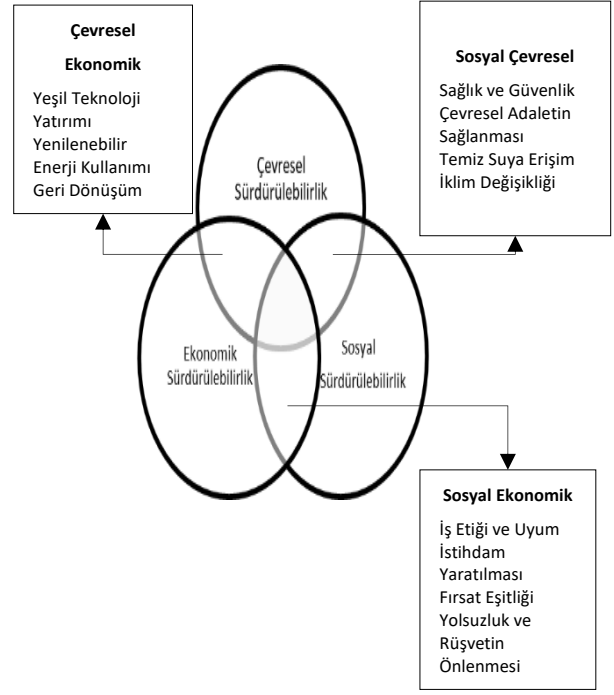 Çevresel
Ekonomik
Yeşil Teknoloji
Yatırımı
Yenilenebilir
Enerji Kullanımı
Geri Dönüşüm
Sosyal Çevresel
Sağlık ve Güvenlik
Çevresel Adaletin
Sağlanması
Temiz Suya Erişim
İklim Değişikliği
Çevresel
Sürdürülebilirlik
Ekonomik
Sürdürülebilirlik
Sosyal
Sürdürülebilirlik
Sosyal Ekonomik
İş Etiği ve Uyum
İstihdam
Yaratılması
Fırsat Eşitliği
Yolsuzluk ve
Rüşvetin
Önlenmesi